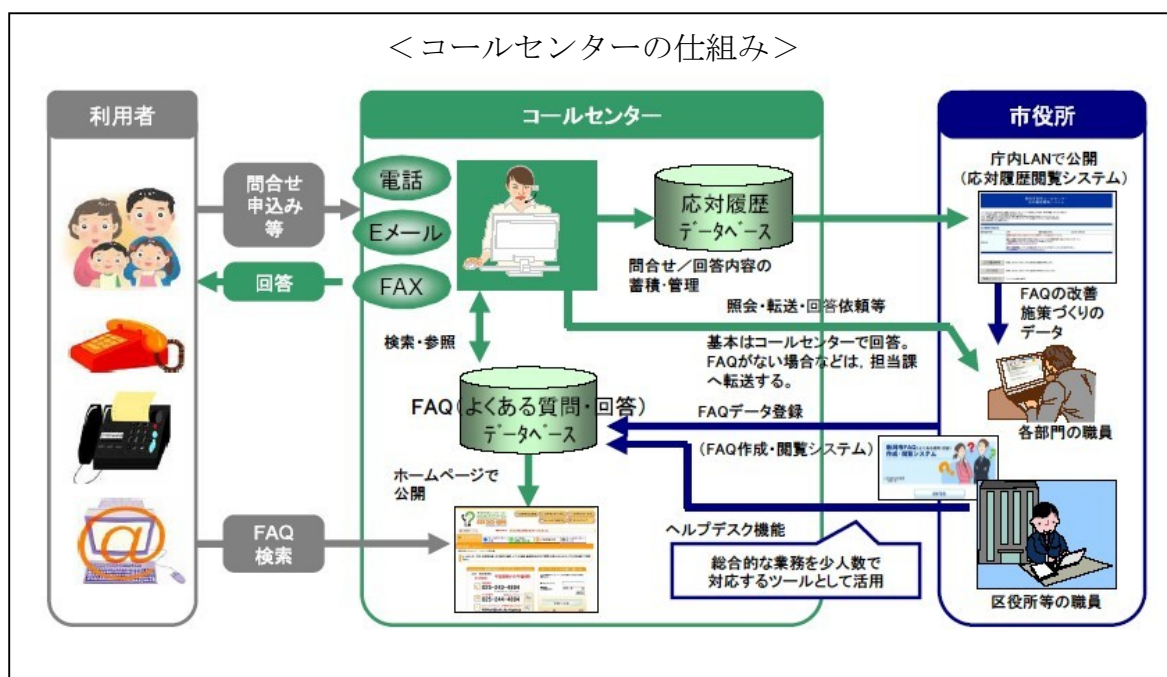 ＜コールセンターの仕組み＞
利用者
問合せ
申込み
等
回答
FAQ
検索
コールセンター
電話
Eメール
FAX
応対履歴
データベース
問合せ／回答内容の
蓄積・管理
照会・転送・回答依頼等
検索・参照
基本はコールセンターで回答。
FAQがない場合などは，担当課
へ転送する。
FAQ（よくある質問・回答）
データベース
FAQデータ登録
（FAQ作成・閲覧システム）
ホームページで
公開
ヘルプデスク機能
総合的な業務を少人数で
対応するツールとして活用
市役所
庁内LANで公開
（応対履歴閲覧システム）
FAQの改善
施策づくりの
データ
各部門の職員
作成・閲覧システム
区役所等の職員